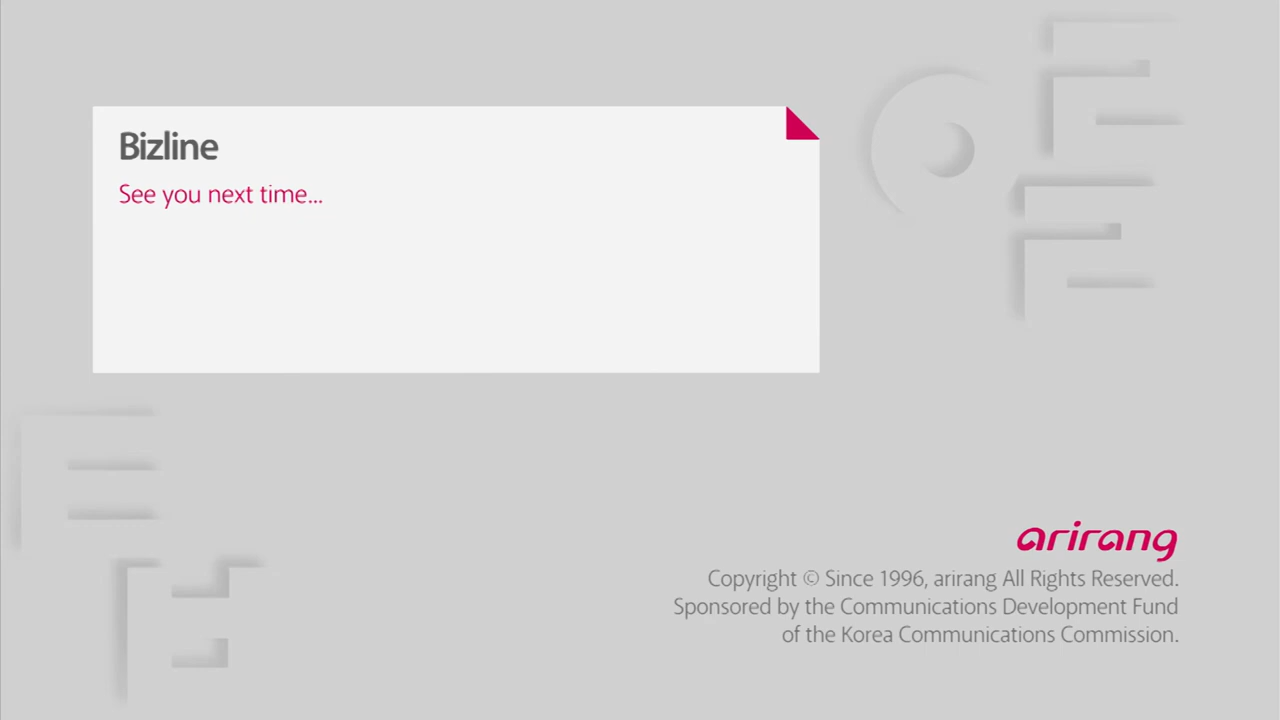 Bizline
See you next time...
arirang
Copyright © Since 1996, arirang All Rights Reserved.
Sponsored by the Communications Development Fund
of the Korea Communications Commission.